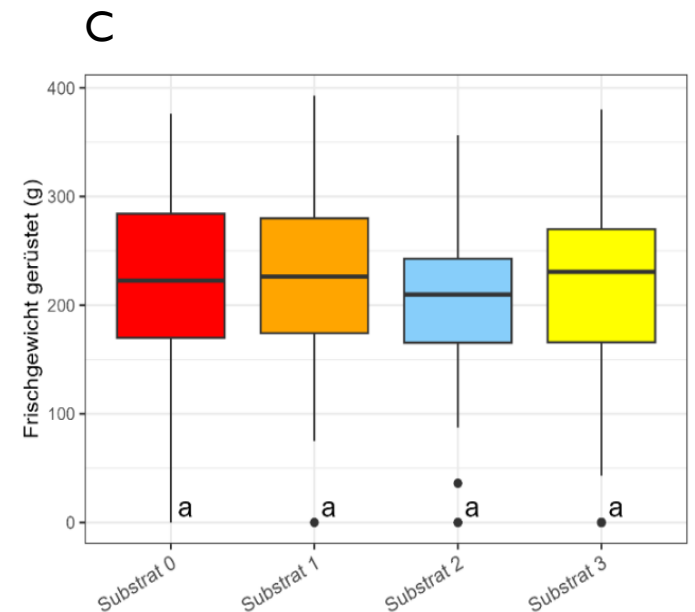 C
Frischgewicht gerüstet (g)
400
300
200
100
0
a
a
a
a
Substrat 0
Substrat 1
Substrat 2
Substrat 3